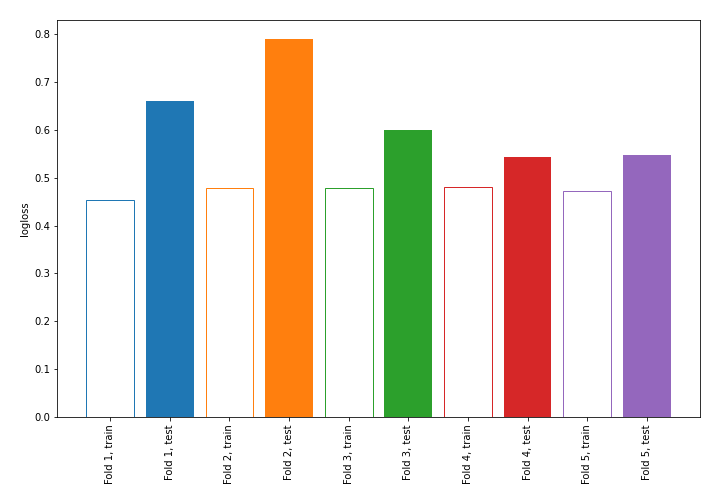 0.8
0.7
0.6
0.5
0.4
0.3
0.2
0.1
0.0
logloss
Fold 1, train
Fold 1, test
Fold 2, train
Fold 2, test
Fold 3, train
Fold 3, test
Fold 4, train
Fold 4, test
Fold 5, train
Fold 5, test